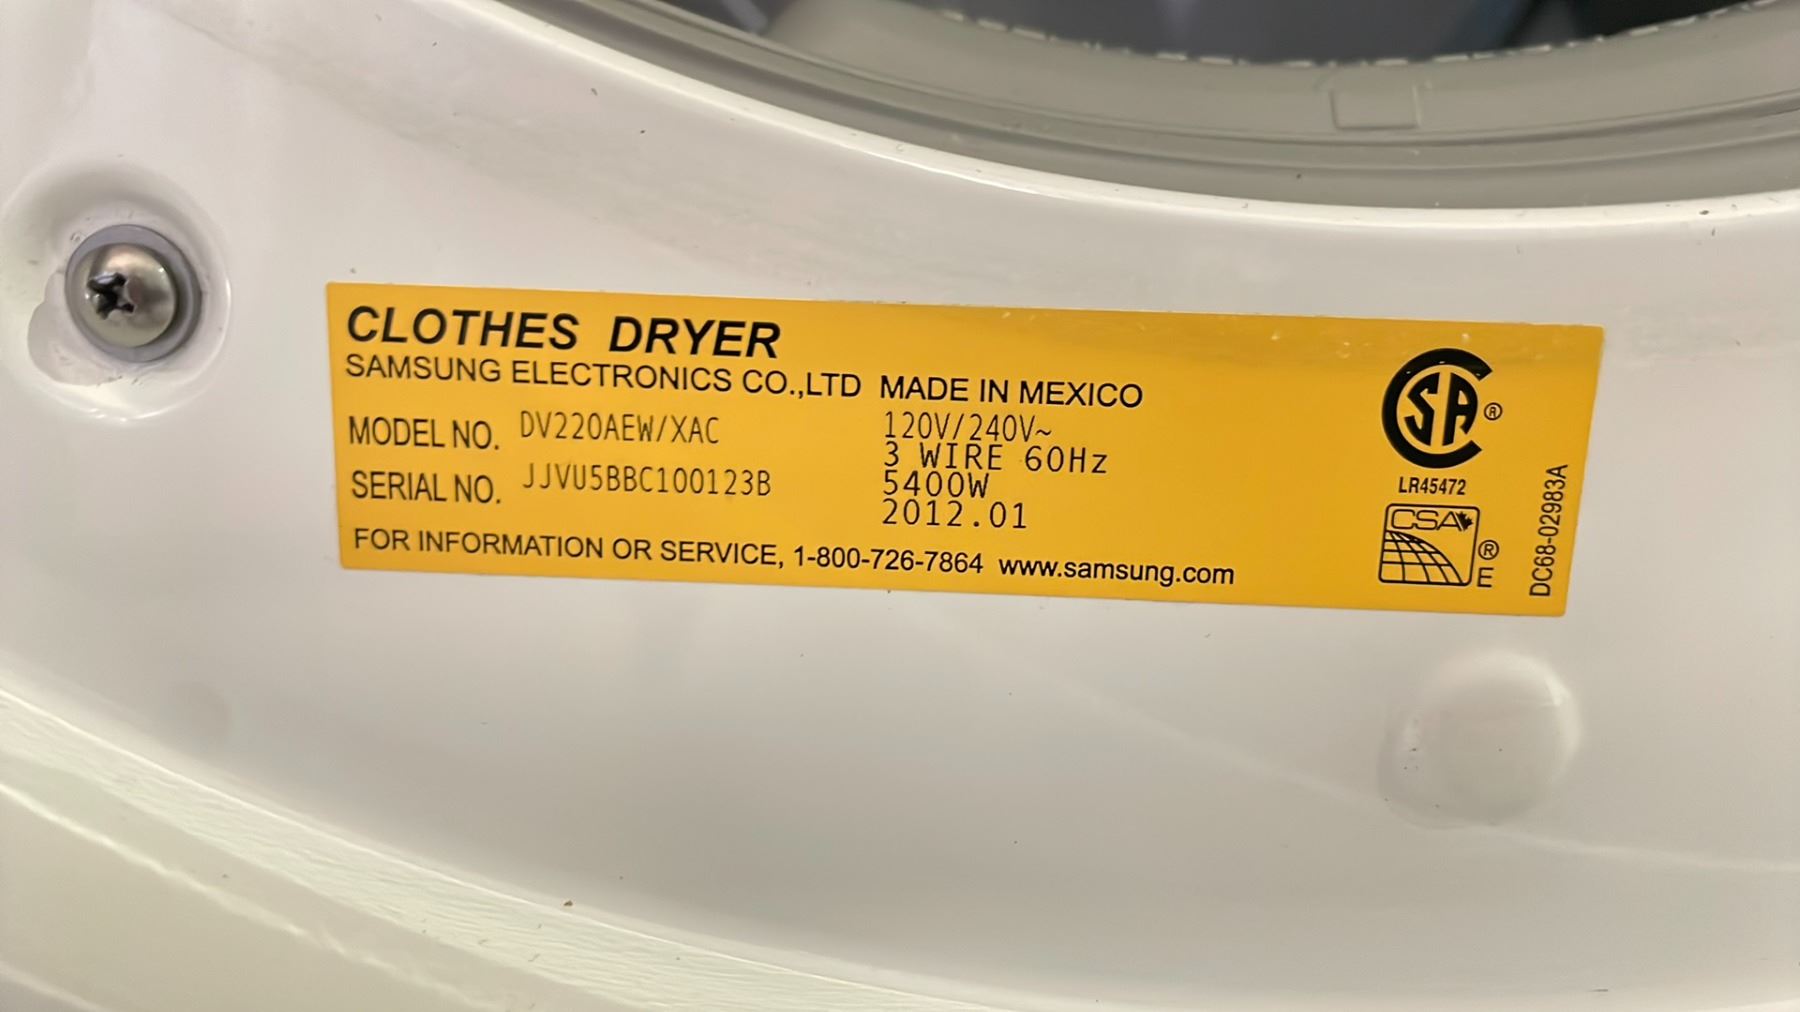 CLOTHES DRYER
SAMSUNG ELECTRONICS CO.,LTD MADE IN MEXICO
MODEL NO. DV220AEW/XAC
SERIAL NO. JJVU5BBC100123B
120V/240V~
3 WIRE 60Hz
5400W
2012.01
FOR INFORMATION OR SERVICE, 1-800-726-7864 www.samsung.com
SA ®
LR45472
CSA ®
E
DC68-02983A